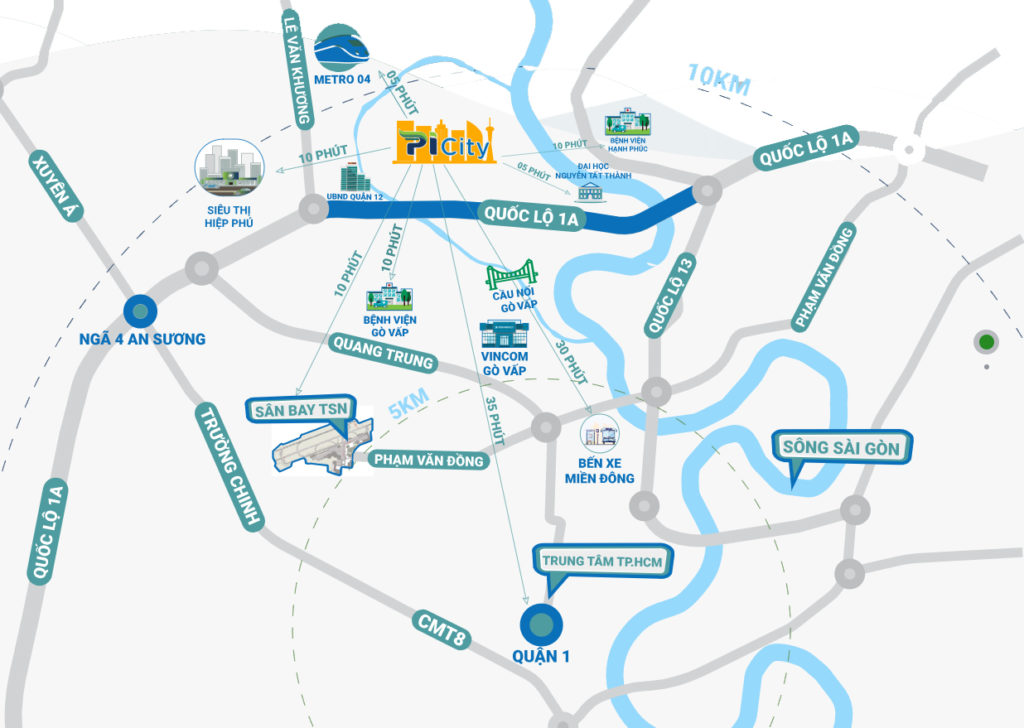 LÊ VĂN KHƯƠNG
METRO 04
05 PHÚT
10KM
Pi City
BỆNH VIỆN
HẠNH PHÚC
10 PHÚT
QUỐC LỘ 1A
XUYÊN Á
10 PHÚT
05 PHÚT
ĐẠI HỌC
NGUYỄN TẤT THÀNH
UBND QUẬN 12
SIÊU THỊ
HIỆP PHÚ
QUỐC LỘ 1A
10 PHÚT
10 PHÚT
CẦU NỐI
GÒ VẤP
QUỐC LỘ 13
PHẠM VĂN ĐỒNG
BỆNH VIỆN
GÒ VẤP
NGÃ 4 AN SƯƠNG
QUANG TRUNG
VINCOM
GÒ VẤP
30 PHÚT
5KM
SÂN BAY TSN
35 PHÚT
PHẠM VĂN ĐỒNG
BẾN XE
MIỀN ĐÔNG
SÔNG SÀI GÒN
TRƯỜNG CHINH
QUỐC LỘ 1A
TRUNG TÂM TP.HCM
CMT8
QUẬN 1